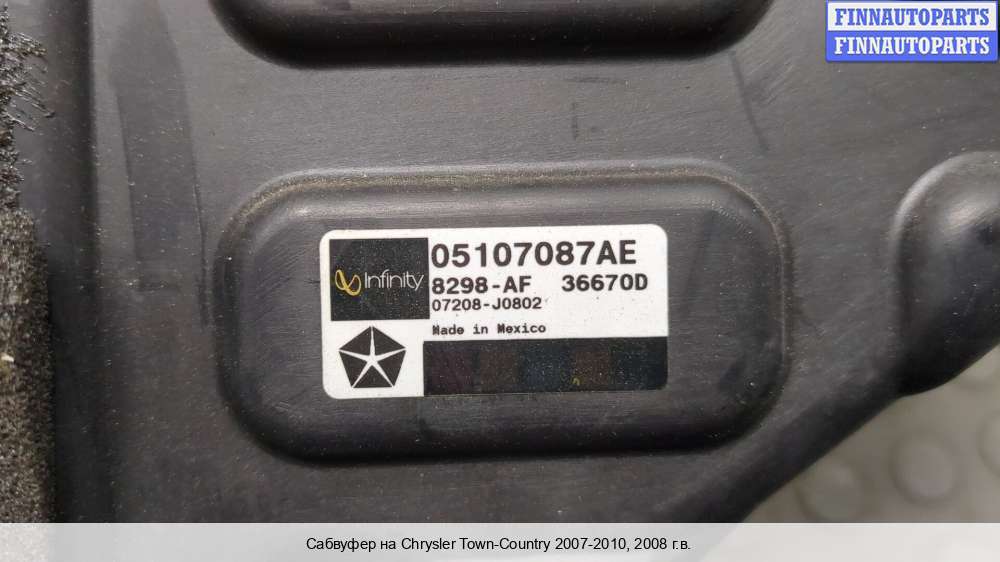 FINNAUTOPARTS
FINNAUTOPARTS
Infinity
05107087AE
8298-AF 36670D
07208-J0802
Made in Mexico
Сабвуфер на Chrysler Town-Country 2007-2010, 2008 г.в.